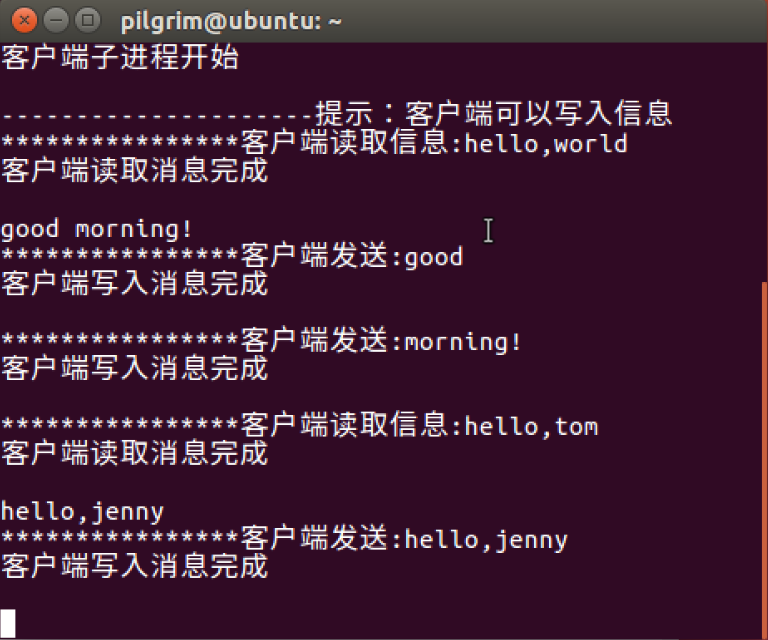 pilgrim@ubuntu: ~
客户端子进程开始
---------------------提示：客户端可以写入信息
****************客户端读取信息:hello,world
客户端读取消息完成
good morning!
****************客户端发送:good
客户端写入消息完成
****************客户端发送:morning!
客户端写入消息完成
****************客户端读取信息:hello,tom
客户端读取消息完成
hello,jenny
****************客户端发送:hello,jenny
客户端写入消息完成